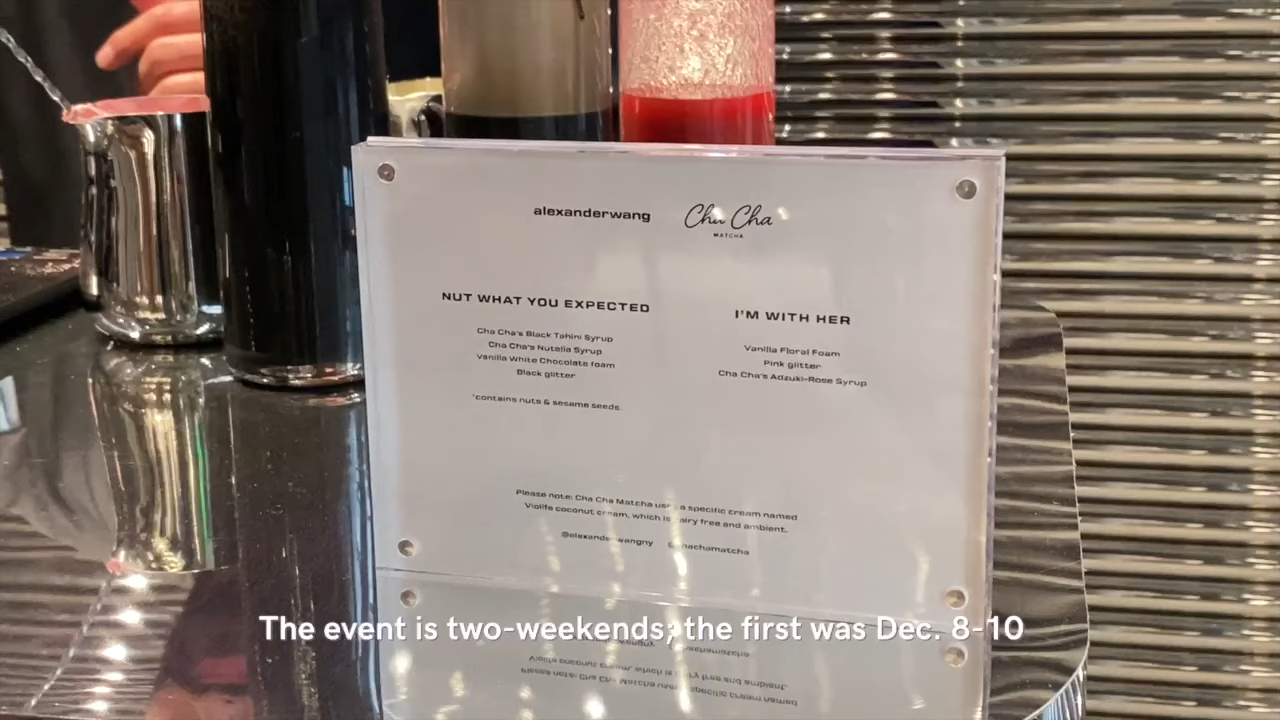 alexanderwang
Cha Cha
MATCHA
NUT WHAT YOU EXPECTED
Cha Cha's Black Tahini Syrup
Cha Cha's Nutella Syrup
Vanilla White Chocolate foam
Black glitter
*contains nuts & sesame seeds.
I'M WITH HER
Vanilla Floral Foam
Pink glitter
Cha Cha's Adzuki-Rose Syrup
Please note: Cha Cha Matcha uses a specific cream named
Violife coconut cream, which is dairy free and ambient.
@alexanderwangny
The event is two-weekends; the first was Dec. 8-10